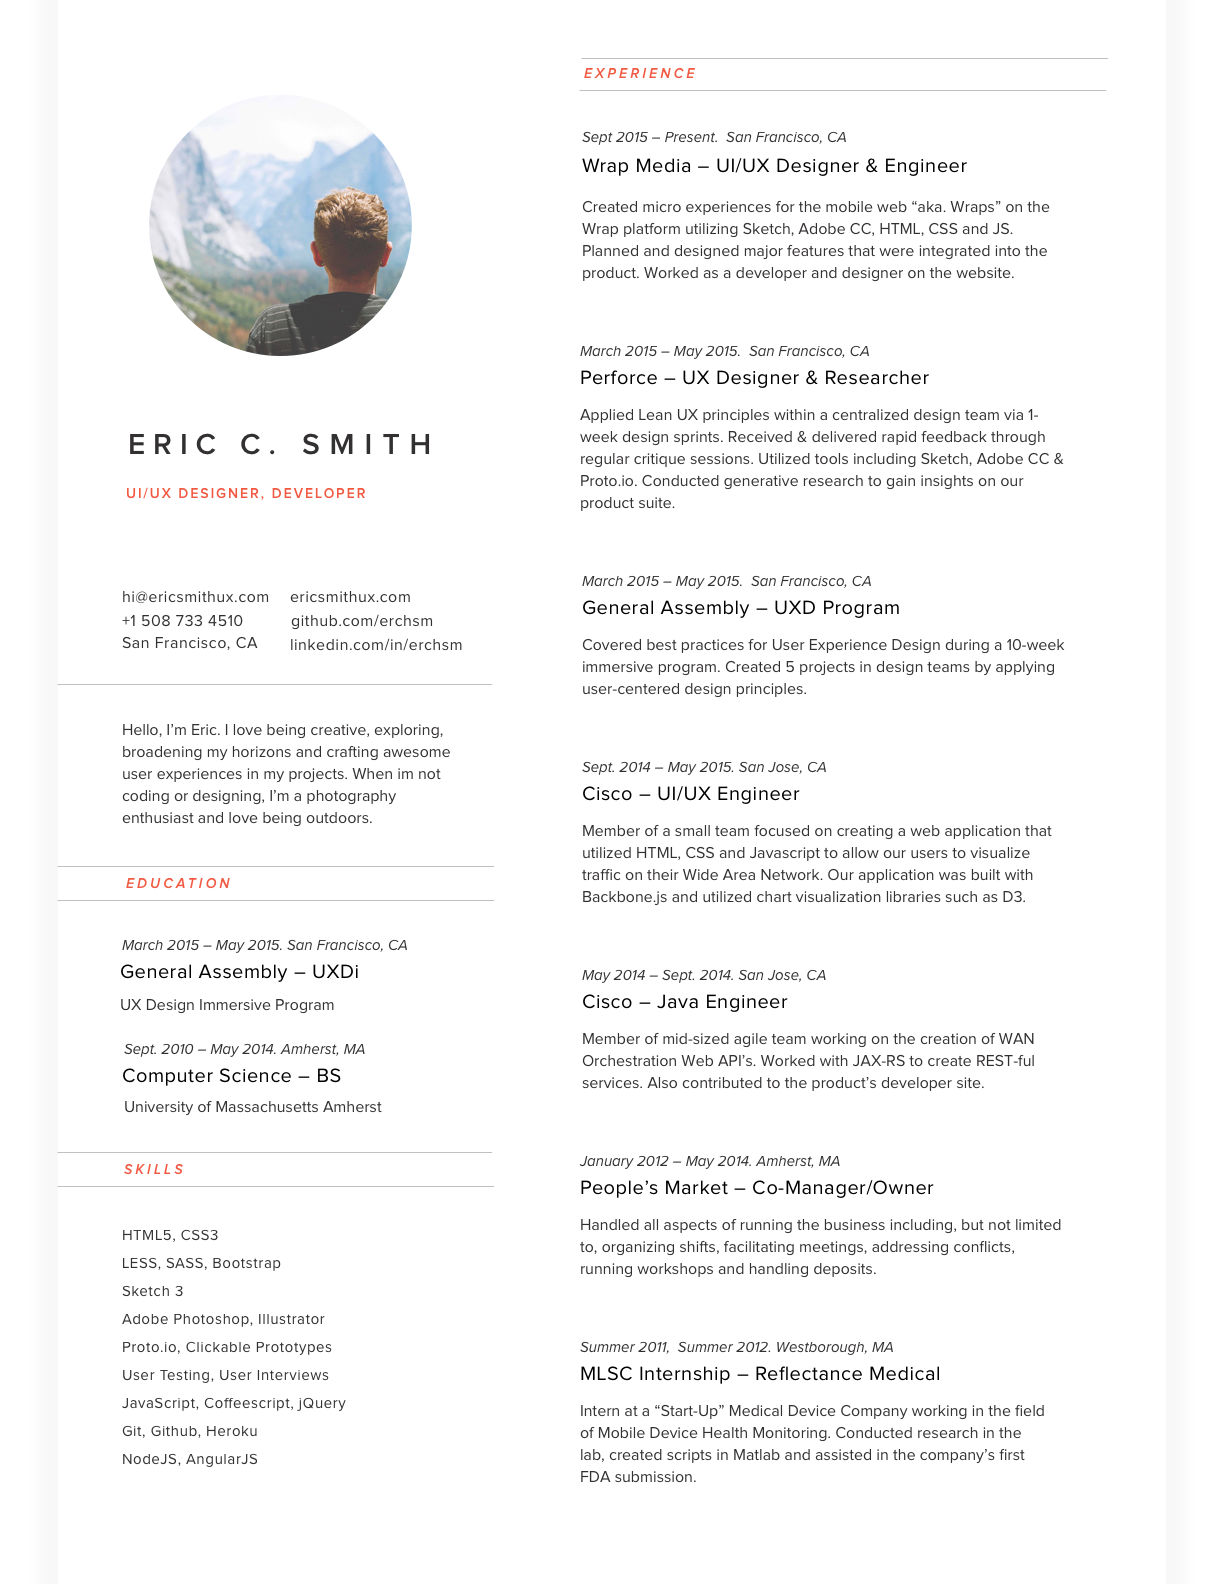 ERIC C. SMITH
UI/UX DESIGNER, DEVELOPER
hi@ericsmithux.com
+1 508 733 4510
San Francisco, CA
ericsmithux.com
github.com/erchsm
linkedin.com/in/erchsm
Hello, I’m Eric. I love being creative, exploring,
broadening my horizons and crafting awesome
user experiences in my projects. When im not
coding or designing, I’m a photography
enthusiast and love being outdoors.
EDUCATION
March 2015 – May 2015. San Francisco, CA
General Assembly – UXDi
UX Design Immersive Program
Sept. 2010 – May 2014. Amherst, MA
Computer Science – BS
University of Massachusetts Amherst
SKILLS
HTML5, CSS3
LESS, SASS, Bootstrap
Sketch 3
Adobe Photoshop, Illustrator
Proto.io, Clickable Prototypes
User Testing, User Interviews
JavaScript, Coffeescript, jQuery
Git, Github, Heroku
NodeJS, AngularJS
EXPERIENCE
Sept 2015 – Present.  San Francisco, CA
Wrap Media – UI/UX Designer & Engineer
Created micro experiences for the mobile web “aka. Wraps” on the
Wrap platform utilizing Sketch, Adobe CC, HTML, CSS and JS.
Planned and designed major features that were integrated into the
product. Worked as a developer and designer on the website.
March 2015 – May 2015.  San Francisco, CA
Perforce – UX Designer & Researcher
Applied Lean UX principles within a centralized design team via 1-
week design sprints. Received & delivered rapid feedback through
regular critique sessions. Utilized tools including Sketch, Adobe CC &
Proto.io. Conducted generative research to gain insights on our
product suite.
March 2015 – May 2015.  San Francisco, CA
General Assembly – UXD Program
Covered best practices for User Experience Design during a 10-week
immersive program. Created 5 projects in design teams by applying
user-centered design principles.
Sept. 2014 – May 2015. San Jose, CA
Cisco – UI/UX Engineer
Member of a small team focused on creating a web application that
utilized HTML, CSS and Javascript to allow our users to visualize
traffic on their Wide Area Network. Our application was built with
Backbone.js and utilized chart visualization libraries such as D3.
May 2014 – Sept. 2014. San Jose, CA
Cisco – Java Engineer
Member of mid-sized agile team working on the creation of WAN
Orchestration Web API’s. Worked with JAX-RS to create REST-ful
services. Also contributed to the product’s developer site.
January 2012 – May 2014. Amherst, MA
People’s Market – Co-Manager/Owner
Handled all aspects of running the business including, but not limited
to, organizing shifts, facilitating meetings, addressing conflicts,
running workshops and handling deposits.
Summer 2011,  Summer 2012. Westborough, MA
MLSC Internship – Reflectance Medical
Intern at a “Start-Up” Medical Device Company working in the field
of Mobile Device Health Monitoring. Conducted research in the
lab, created scripts in Matlab and assisted in the company’s first
FDA submission.